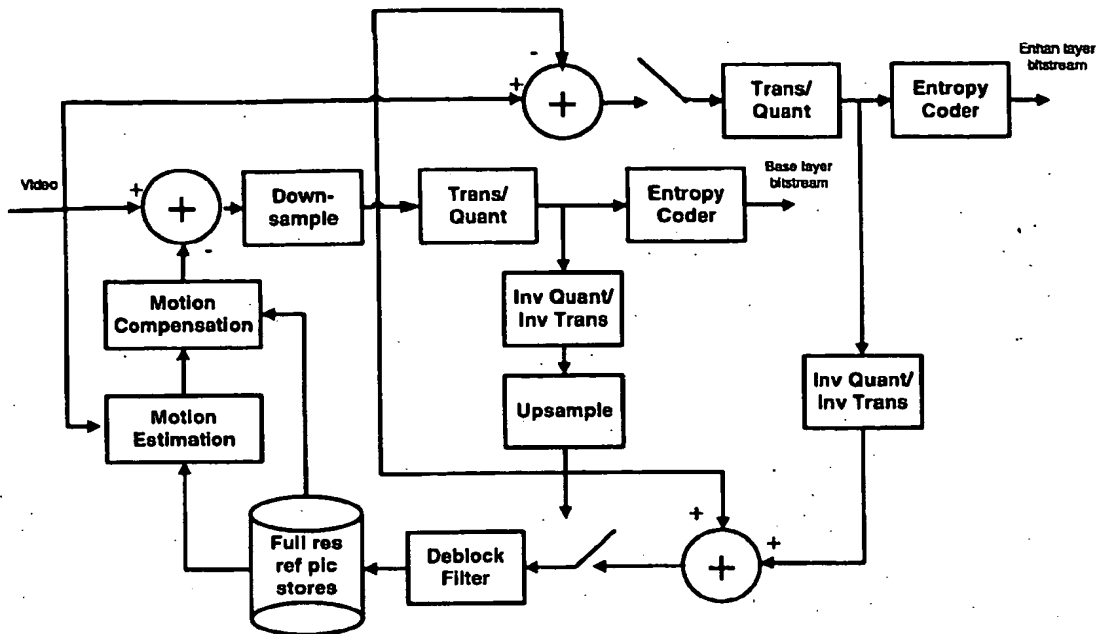 Enhan layer
bitstream
-
+
+
Trans/
Quant
Entropy
Coder
Video
+
+
-
Down-
sample
Trans/
Quant
Entropy
Coder
Base layer
bitstream
Motion
Compensation
Inv Quant/
Inv Trans
Inv Quant/
Inv Trans
Motion
Estimation
Upsample
Full res
ref pic
stores
Deblock
Filter
+
+
+